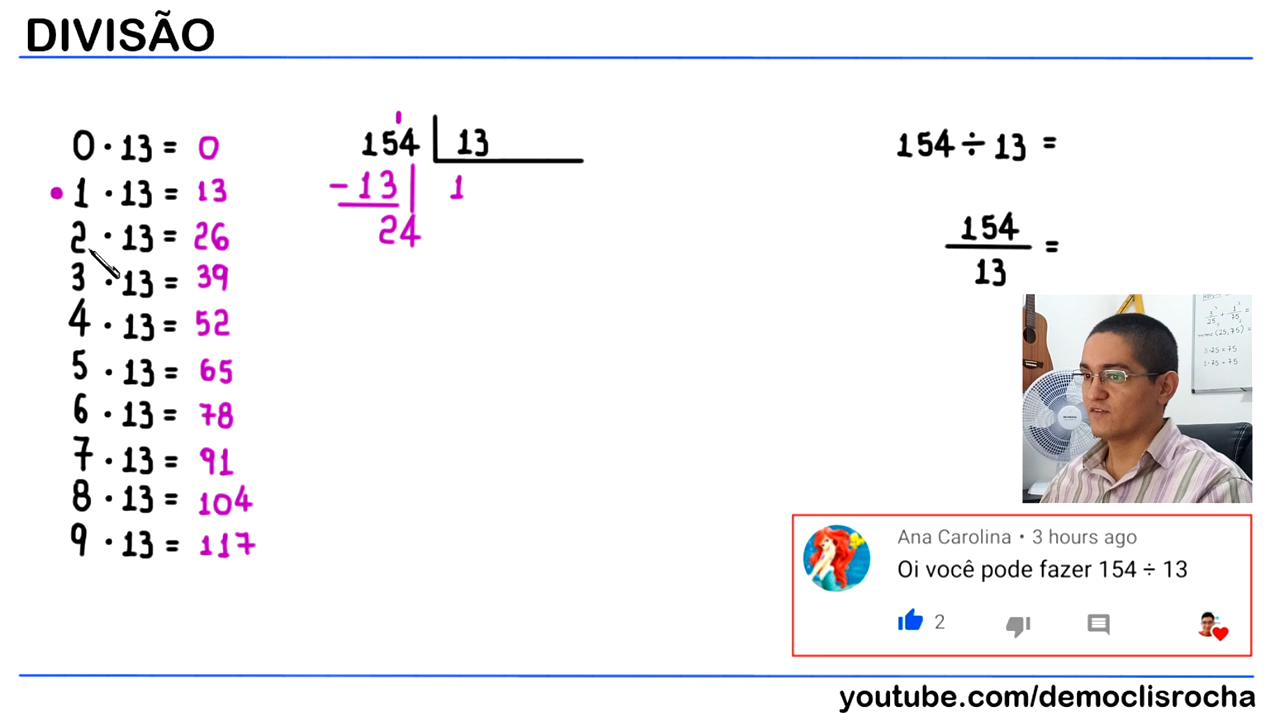 DIVISÃO
0 · 13 = 0
• 1 · 13 = 13
2 · 13 = 26
3 · 13 = 39
4 · 13 = 52
5 · 13 = 65
6 · 13 = 78
7 · 13 = 91
8 · 13 = 104
9 · 13 = 117
154 13
- 13 1
24
154 ÷ 13 =
154
13 =
Ana Carolina • 3 hours ago
Oi você pode fazer 154 ÷ 13
2
youtube.com/democlisrocha